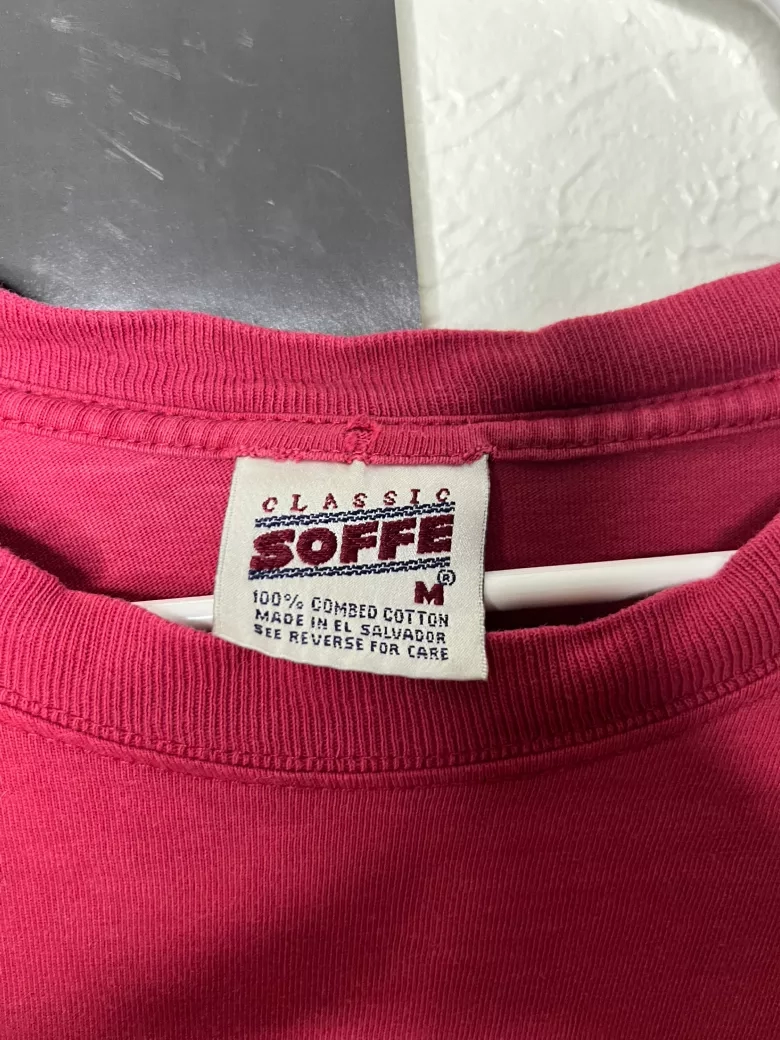 CLASSIC
SOFFE®
M
100% COMBED COTTON
MADE IN EL SALVADOR
SEE REVERSE FOR CARE